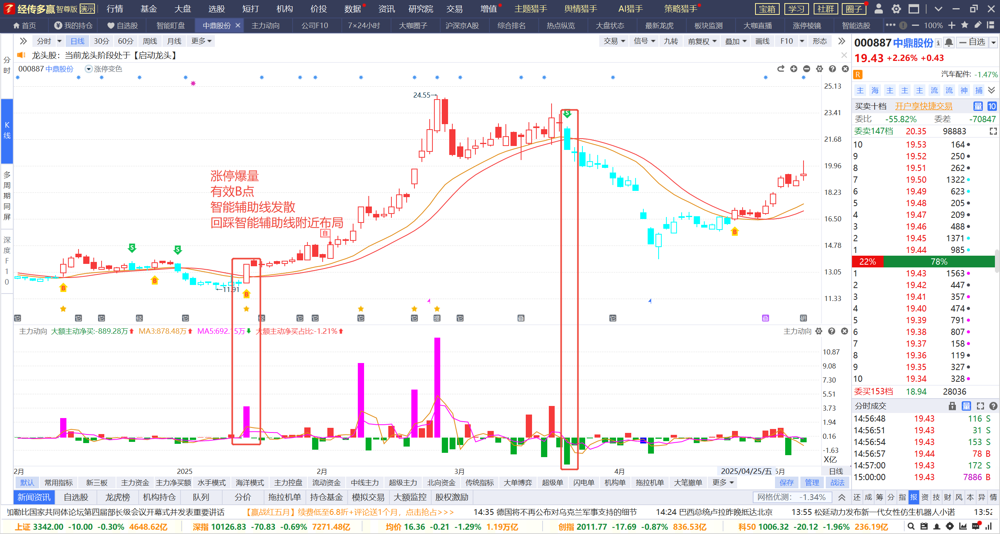 经传多赢 智尊版 演示 行情 基金 大盘 选股 短打 机构 价投 数据 资讯 研究院 交易 增值 主题猎手 舆情猎手 AI猎手 策略猎手 宝箱 学习 社群 圈子
首页 我的持仓 自选股 智能盯盘 中鼎股份 主力动向 公司F10 7×24小时 大咖圈子 沪深京A股 综合排名 热点纵览 大盘状态 最新龙虎 板块监测 大咖直播 涨停棱镜 智能选股 100%
分时 日线 30分 60分 周线 月线 更多 交易 信号 九转 前复权 叠加 画线 F10 形态
龙头股：当前龙头阶段处于【启动龙头】
000887 中鼎股份 涨停变色
分时
K线
多周期同屏
深度F10
25.13
24.55→
23.41
21.68
19.96
18.23
16.50
14.78
13.05
11.33
涨停爆量
有效B点
智能辅助线发散
回踩智能辅助线附近布局
自
S
S
S
B
B
B
B
←11.91
它 它 它 经 它 经 它 它 它 它 提 它 叠 它 叠 研
主力动向 大额主动净买:-889.28万 MA3:878.48万 MA5:692.15万 大额主动净买占比:-1.21% 主力动向
10.87
9.08
7.30
5.51
3.73
1.94
0.16
-1.63
X亿
2月 2025 2月 3月 4月 2025/04/25/五 5月 日线
默认 常用指标 新三板 主力资金 主力净买额 水手模式 海洋模式 主力控盘 流动资金 中线主力 超级主力 北向资金 传统指标 大单博弈 超级单 闪电单 机构单 拖拉机单 大笔撤单 更多 保存 管理 战法
新闻资讯 自选股 龙虎榜 机构持仓 队列 分价 拖拉机单 持仓基金 模拟交易 大额监控 股权激励 网格优测： -1.34%
000887 中鼎股份 自选
19.43 +2.26% +0.43
R 汽车配件: -1.47%
主 海 主 主 主 流 流 神 捕
买卖十档 开户享快捷交易 量 10
委比 -55.82% 委差 -70847
委卖147档 20.35 98883
10 19.53 164
9 19.52 250
8 19.51 262
7 19.50 1322
6 19.49 623
5 19.48 205
4 19.47 209
3 19.46 488
2 19.45 1371
1 19.44 985
22% 78%
1 19.43 1563
2 19.42 447
3 19.41 357
4 19.40 474
5 19.39 791
6 19.38 807
7 19.37 158
8 19.36 119
9 19.35 327
10 19.34 328
委买153档 18.94 28036
分时成交 量
14:56:48 19.43 116 S
14:56:51 19.43 31 S
14:56:54 19.43 153 S
14:56:57 19.44 78 B
14:57:00 19.43 172 S
15:00:00 19.43 7886 B
还 成 筹 分 指 报 资 技 财 风 本 异 情
加勒比国家共同体论坛第四届部长级会议开幕式并发表重要讲话 【赢战红五月】续费低至6.8折+评论送1个月，点击抢占>>> 14:35 德国将不再公布对乌克兰军事支持的细节 14:24 巴西总统卢拉昨晚抵达北京 13:55 松延动力发布新一代女性仿生机器人小诺 13:52
上证 3342.00 -10.00 -0.30% 4648.62亿 深指 10126.83 -70.83 -0.69% 7271.48亿 均价 16.36 -0.21 -1.29% 1.19万亿 创指 2011.77 -17.69 -0.87% 836.53亿 科50 1006.32 -20.12 -1.96% 236.19亿